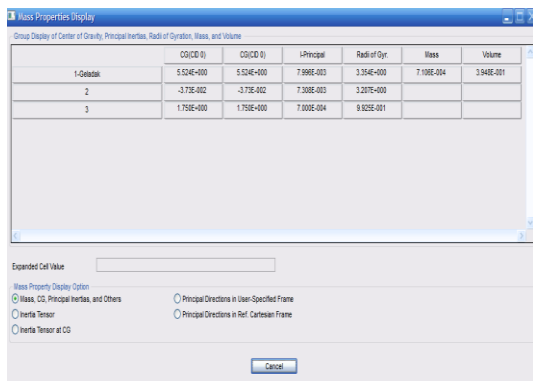 Mass Properties Display
Group Display of Center of Gravity, Principal Inertias, Radii of Gyration, Mass, and Volume
CG(CID 0) CG(CID 0) I-Principal Radii of Gyr. Mass Volume
1-Geladak 5.524E+000 5.524E+000 7.996E-003 3.354E+000 7.106E-004 3.948E-001
2 -3.73E-002 -3.73E-002 7.308E-003 3.207E+000
3 1.750E+000 1.750E+000 7.000E-004 9.925E-001
Expanded Cell Value
Mass Property Display Option
Mass, CG, Principal Inertias, and Others Principal Directions in User-Specified Frame
Inertia Tensor Principal Directions in Ref. Cartesian Frame
Inertia Tensor at CG
Cancel